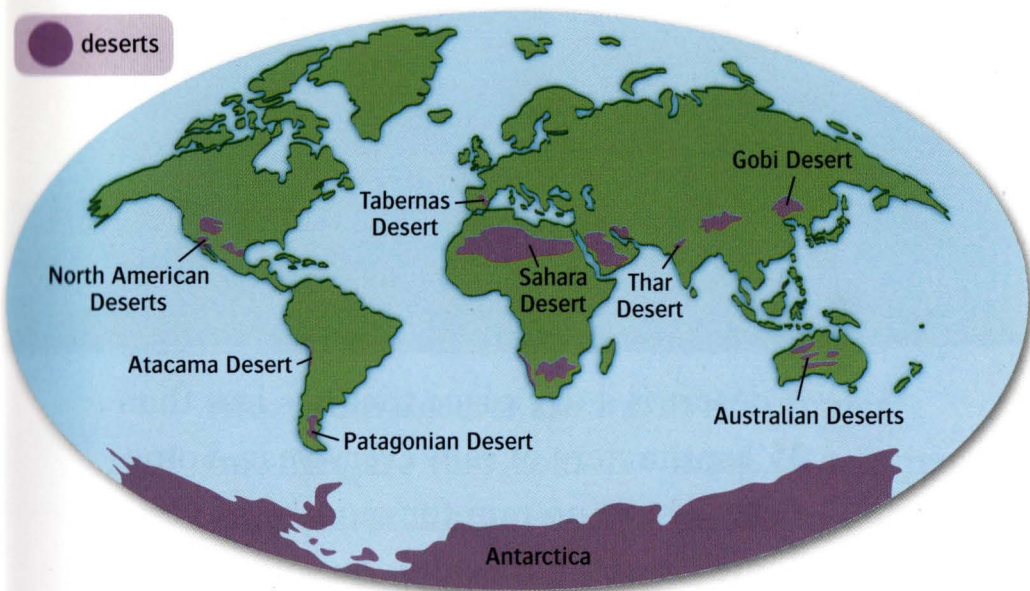 deserts
Gobi Desert
Tabernas
Desert
North American
Deserts
Sahara
Desert
Thar
Desert
Atacama Desert
Australian Deserts
Patagonian Desert
Antarctica